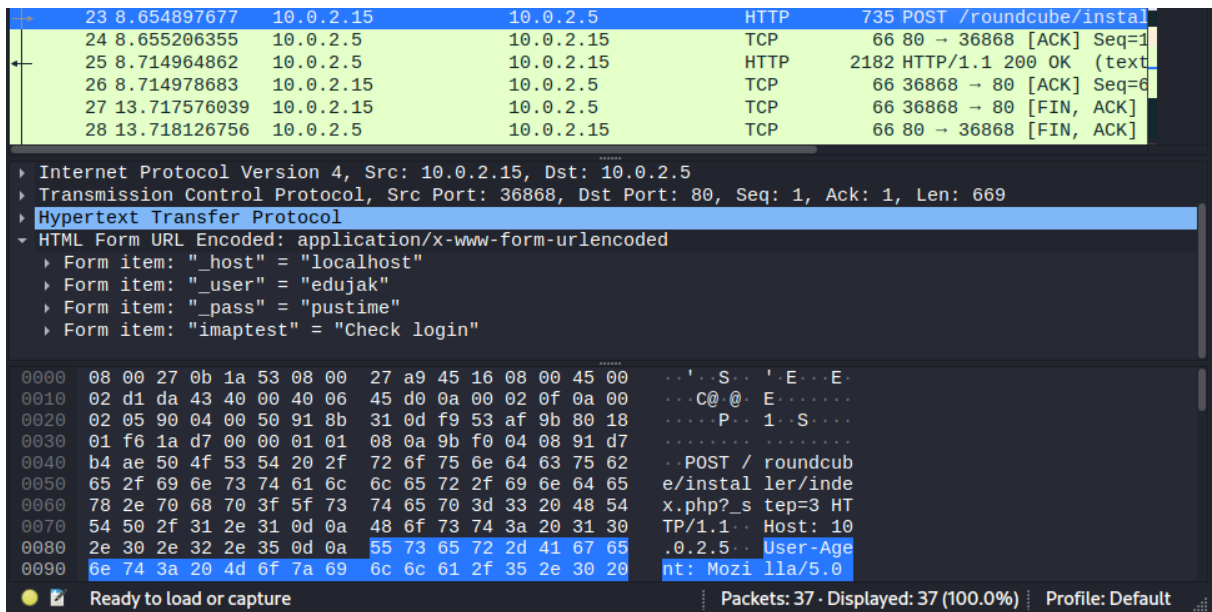 23 8.654897677 10.0.2.15 10.0.2.5 HTTP 735 POST /roundcube/instal
24 8.655206355 10.0.2.5 10.0.2.15 TCP 66 80 → 36868 [ACK] Seq=1
25 8.714964862 10.0.2.5 10.0.2.15 HTTP 2182 HTTP/1.1 200 OK (text
26 8.714978683 10.0.2.15 10.0.2.5 TCP 66 36868 → 80 [ACK] Seq=6
27 13.717576039 10.0.2.15 10.0.2.5 TCP 66 36868 → 80 [FIN, ACK]
28 13.718126756 10.0.2.5 10.0.2.15 TCP 66 80 → 36868 [FIN, ACK]
Internet Protocol Version 4, Src: 10.0.2.15, Dst: 10.0.2.5
Transmission Control Protocol, Src Port: 36868, Dst Port: 80, Seq: 1, Ack: 1, Len: 669
Hypertext Transfer Protocol
HTML Form URL Encoded: application/x-www-form-urlencoded
Form item: "_host" = "localhost"
Form item: "_user" = "edujak"
Form item: "_pass" = "pustime"
Form item: "imaptest" = "Check login"
0000 08 00 27 0b 1a 53 08 00 27 a9 45 16 08 00 45 00 ··'··S·· '·E···E·
0010 02 d1 da 43 40 00 40 06 45 d0 0a 00 02 0f 0a 00 ···C@·@· E·······
0020 02 05 90 04 00 50 91 8b 31 0d f9 53 af 9b 80 18 ·····P·· 1··S····
0030 01 f6 1a d7 00 00 01 01 08 0a 9b f0 04 08 91 d7 ········ ········
0040 b4 ae 50 4f 53 54 20 2f 72 6f 75 6e 64 63 75 62 ··POST / roundcub
0050 65 2f 69 6e 73 74 61 6c 6c 65 72 2f 69 6e 64 65 e/instal ler/inde
0060 78 2e 70 68 70 3f 5f 73 74 65 70 3d 33 20 48 54 x.php?_s tep=3 HT
0070 54 50 2f 31 2e 31 0d 0a 48 6f 73 74 3a 20 31 30 TP/1.1·· Host: 10
0080 2e 30 2e 32 2e 35 0d 0a 55 73 65 72 2d 41 67 65 .0.2.5·· User-Age
0090 6e 74 3a 20 4d 6f 7a 69 6c 6c 61 2f 35 2e 30 20 nt: Mozi lla/5.0
Ready to load or capture Packets: 37 · Displayed: 37 (100.0%) Profile: Default